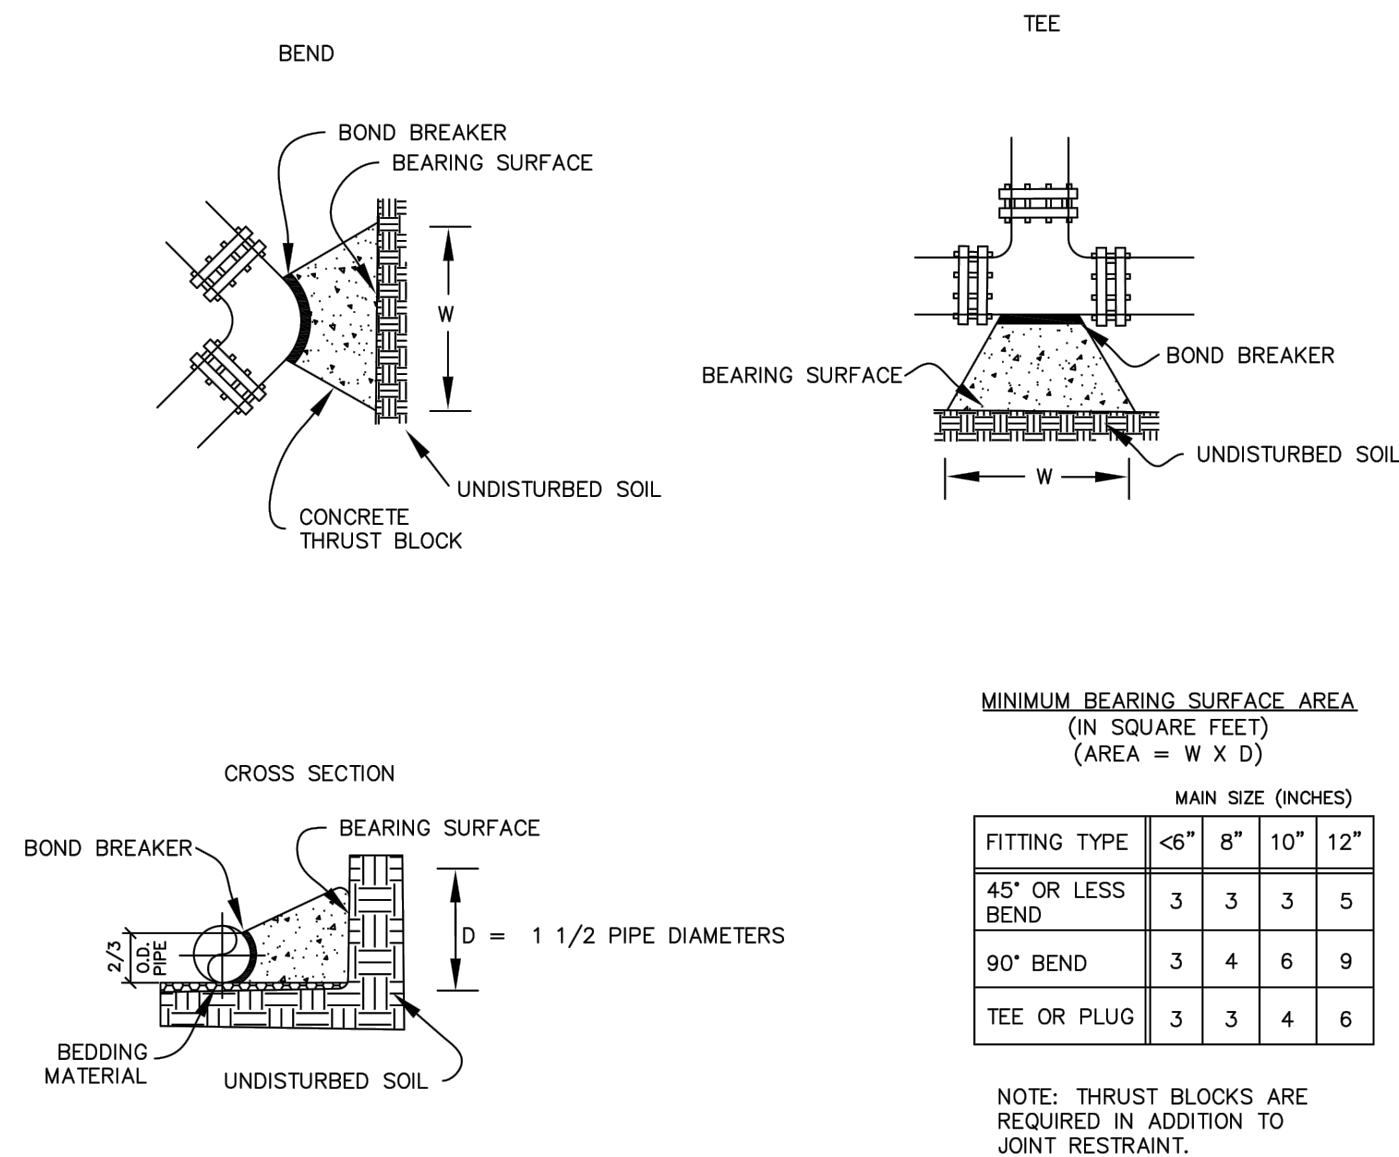 BEND
TEE
BOND BREAKER
BEARING SURFACE
W
UNDISTURBED SOIL
CONCRETE
THRUST BLOCK
BOND BREAKER
BEARING SURFACE
UNDISTURBED SOIL
W
CROSS SECTION
BEARING SURFACE
BOND BREAKER
D = 1 1/2 PIPE DIAMETERS
2/3
O.D.
PIPE
BEDDING
MATERIAL
UNDISTURBED SOIL
MINIMUM BEARING SURFACE AREA
(IN SQUARE FEET)
(AREA = W X D)
MAIN SIZE (INCHES)
FITTING TYPE <6" 8" 10" 12"
45° OR LESS
BEND 3 3 3 5
90° BEND 3 4 6 9
TEE OR PLUG 3 3 4 6
NOTE: THRUST BLOCKS ARE
REQUIRED IN ADDITION TO
JOINT RESTRAINT.